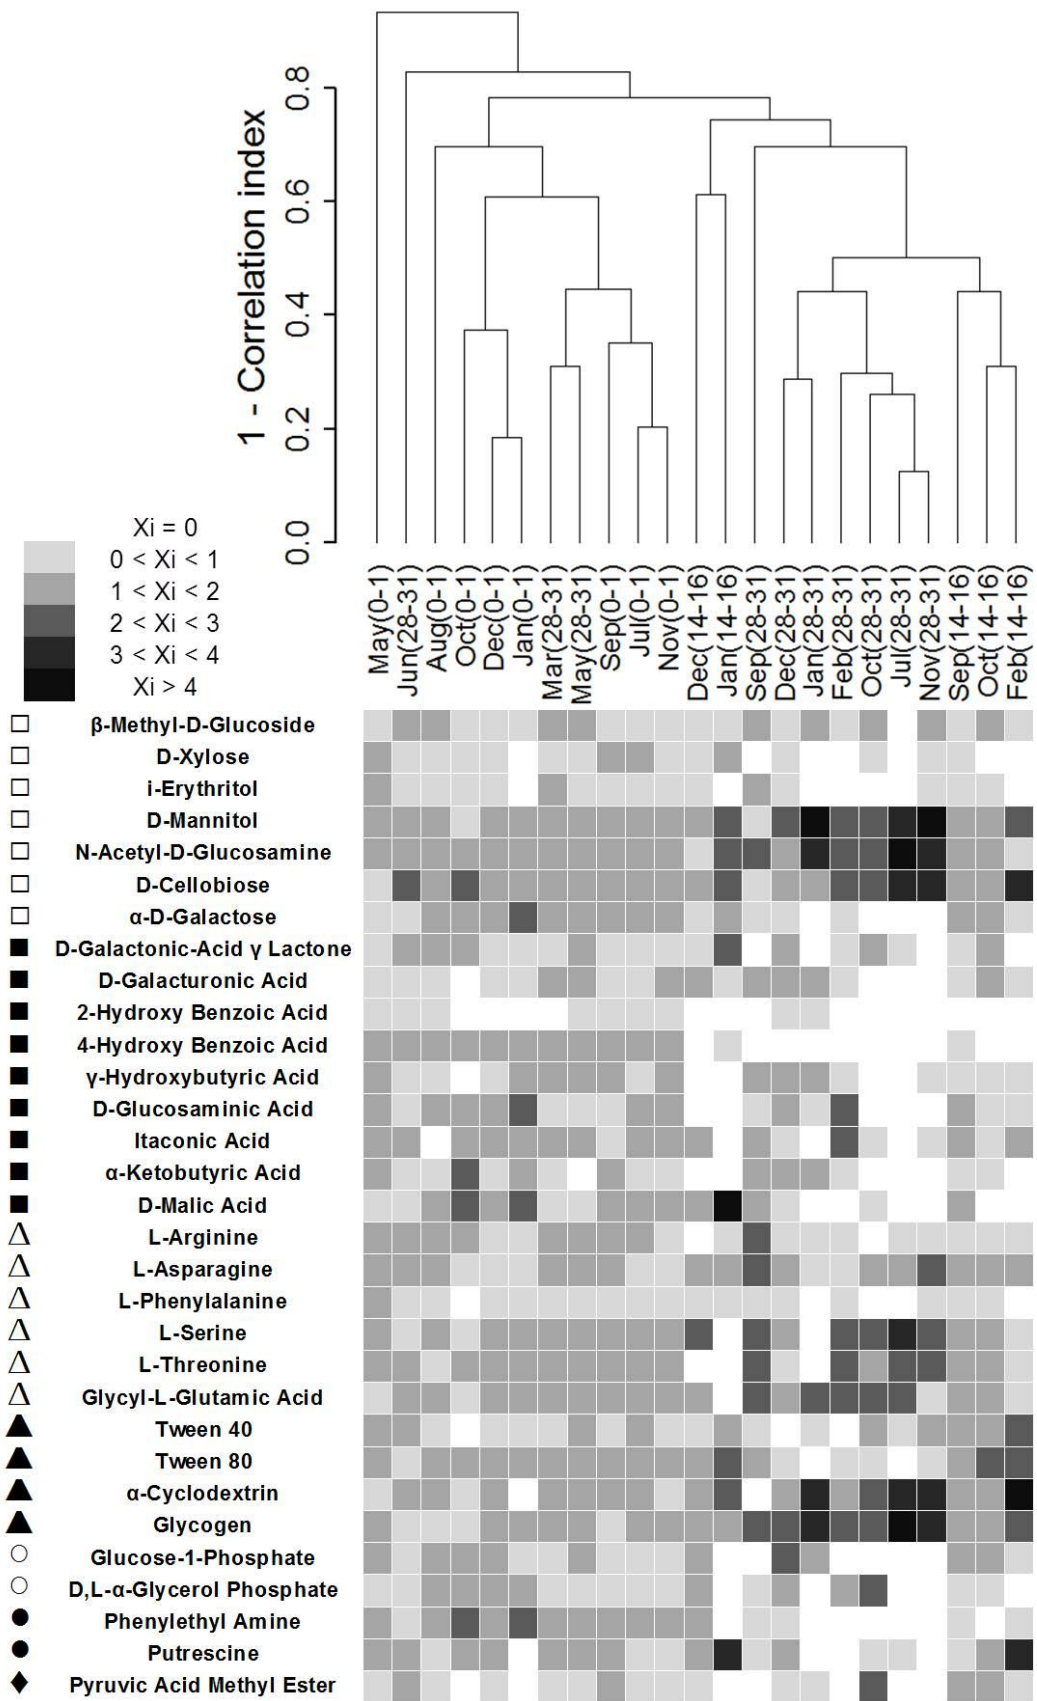 1 - Correlation index
0.0
0.2
0.4
0.6
0.8
Xi = 0
0 < Xi < 1
1 < Xi < 2
2 < Xi < 3
3 < Xi < 4
Xi > 4
May(0-1)
Jun(28-31)
Aug(0-1)
Oct(0-1)
Dec(0-1)
Jan(0-1)
Mar(28-31)
May(28-31)
Sep(0-1)
Jul(0-1)
Nov(0-1)
Dec(14-16)
Jan(14-16)
Sep(28-31)
Dec(28-31)
Jan(28-31)
Feb(28-31)
Oct(28-31)
Jul(28-31)
Nov(28-31)
Sep(14-16)
Oct(14-16)
Feb(14-16)
β-Methyl-D-Glucoside
D-Xylose
i-Erythritol
D-Mannitol
N-Acetyl-D-Glucosamine
D-Cellobiose
α-D-Galactose
D-Galactonic-Acid γ Lactone
D-Galacturonic Acid
2-Hydroxy Benzoic Acid
4-Hydroxy Benzoic Acid
γ-Hydroxybutyric Acid
D-Glucosaminic Acid
Itaconic Acid
α-Ketobutyric Acid
D-Malic Acid
Δ L-Arginine
Δ L-Asparagine
Δ L-Phenylalanine
Δ L-Serine
Δ L-Threonine
Δ Glycyl-L-Glutamic Acid
Tween 40
Tween 80
α-Cyclodextrin
Glycogen
Glucose-1-Phosphate
D,L-α-Glycerol Phosphate
Phenylethyl Amine
Putrescine
Pyruvic Acid Methyl Ester